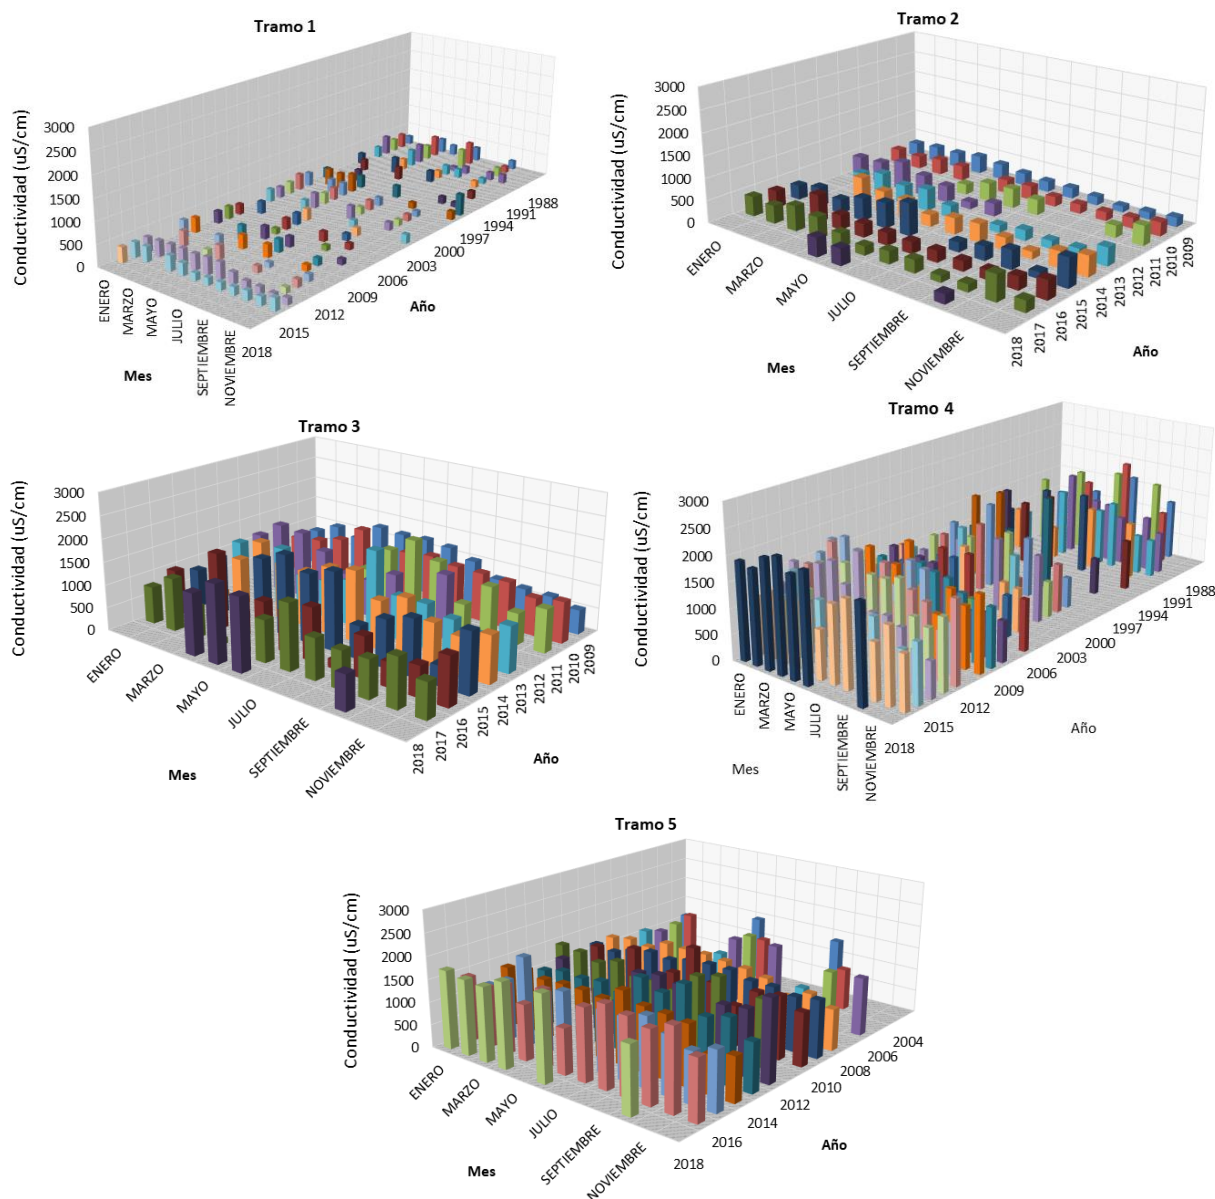 Tramo 1
Conductividad (uS/cm)
3000
2500
2000
1500
1000
500
0
ENERO
MARZO
MAYO
JULIO
SEPTIEMBRE
NOVIEMBRE
Mes
2018
2015
2012
2009
2006
2003
2000
1997
1994
1991
1988
Año
Tramo 2
Conductividad (uS/cm)
3000
2500
2000
1500
1000
500
0
ENERO
MARZO
MAYO
JULIO
SEPTIEMBRE
NOVIEMBRE
Mes
2018
2017
2016
2015
2014
2013
2012
2011
2010
2009
Año
Tramo 3
Conductividad (uS/cm)
3000
2500
2000
1500
1000
500
0
ENERO
MARZO
MAYO
JULIO
SEPTIEMBRE
NOVIEMBRE
Mes
2018
2017
2016
2015
2014
2013
2012
2011
2010
2009
Año
Tramo 4
Conductividad (uS/cm)
3000
2500
2000
1500
1000
500
0
ENERO
MARZO
MAYO
JULIO
SEPTIEMBRE
NOVIEMBRE
Mes
2018
2015
2012
2009
2006
2003
2000
1997
1994
1991
1988
Año
Tramo 5
Conductividad (uS/cm)
3000
2500
2000
1500
1000
500
0
ENERO
MARZO
MAYO
JULIO
SEPTIEMBRE
NOVIEMBRE
Mes
2018
2016
2014
2012
2010
2008
2006
2004
Año